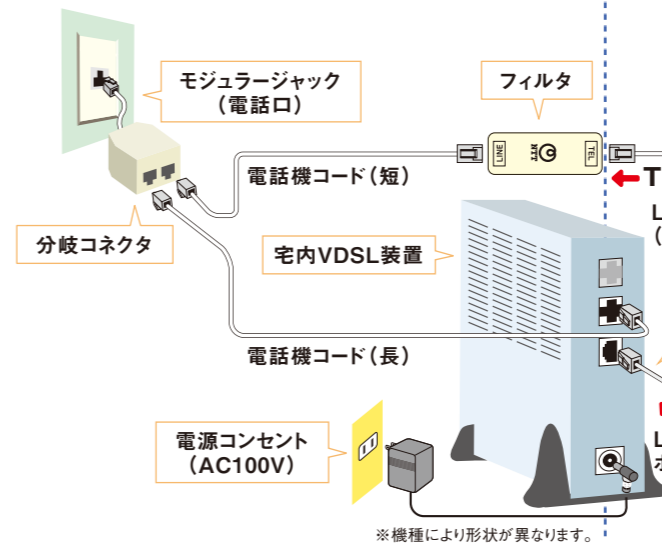 モジュラージャック
（電話口）
フィルタ
LINE
NTT
TEL
電話機コード（短）
T
L
（
分岐コネクタ
宅内VDSL装置
電話機コード（長）
電源コンセント
（AC100V）
L
※機種により形状が異なります。